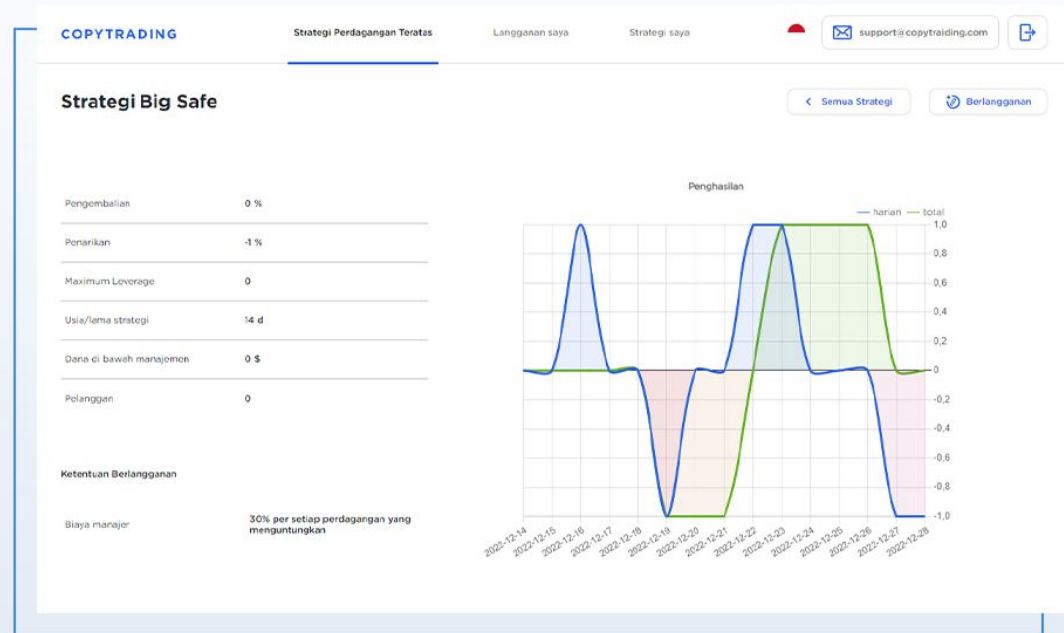 COPYTRADING
Strategi Perdagangan Teratas
Langganan saya
Strategi saya
support@copytraiding.com
Strategi Big Safe
Semua Strategi
Berlangganan
Pengembalian 0 %
Penarikan -1 %
Maximum Leverage 0
Usia/lama strategi 14 d
Dana di bawah manajemen 0 $
Pelanggan 0
Ketentuan Berlangganan
Biaya manajer 30% per setiap perdagangan yang
menguntungkan
Penghasilan
harian total
1,0
0,8
0,6
0,4
0,2
0
-0,2
-0,4
-0,6
-0,8
-1,0
2022-12-14
2022-12-15
2022-12-16
2022-12-17
2022-12-18
2022-12-19
2022-12-20
2022-12-21
2022-12-22
2022-12-23
2022-12-24
2022-12-25
2022-12-26
2022-12-27
2022-12-28